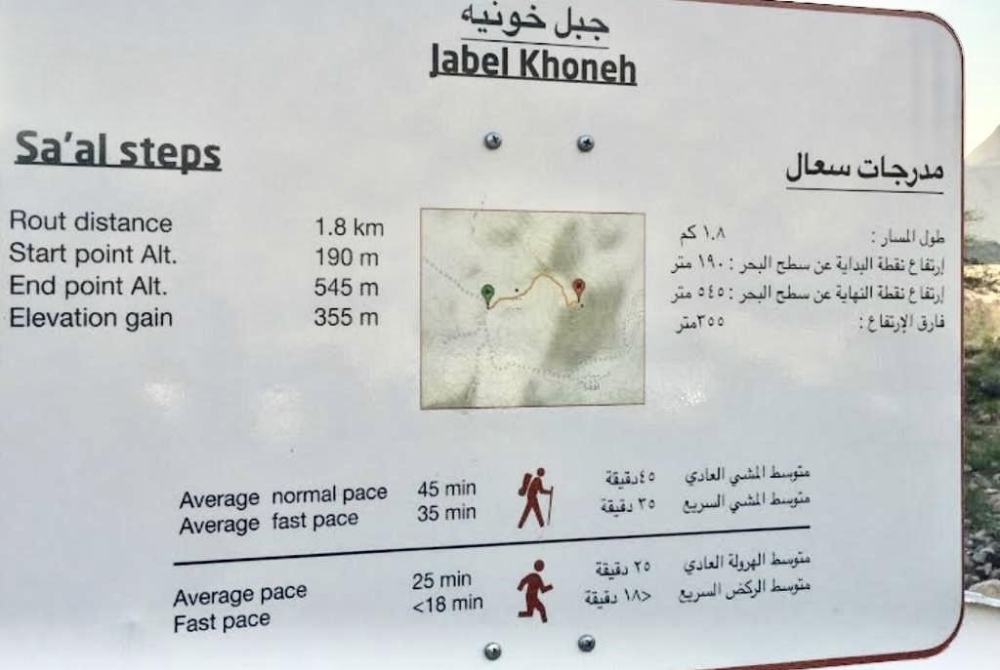 جبل خونيه
Jabel Khoneh
Sa'al steps
Rout distance 1.8 km
Start point Alt. 190 m
End point Alt. 545 m
Elevation gain 355 m
مدرجات سعال
طول المسار : ١.٨ كم
إرتفاع نقطة البداية عن سطح البحر : ١٩٠ متر
إرتفاع نقطة النهاية عن سطح البحر : ٥٤٥ متر
فارق الإرتفاع : ٣٥٥متر
Average normal pace 45 min
Average fast pace 35 min
متوسط المشي العادي ٤٥دقيقة
متوسط المشي السريع ٣٥ دقيقة
Average pace 25 min
Fast pace <18 min
متوسط الهرولة العادي ٢٥ دقيقة
متوسط الركض السريع <١٨ دقيقة